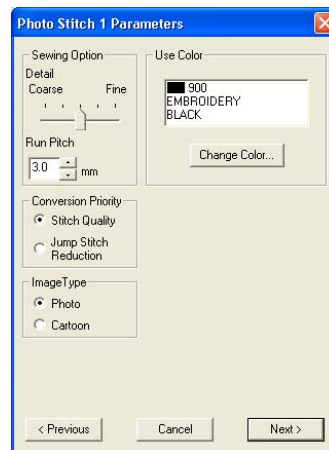 Photo Stitch 1 Parameters
Sewing Option
Detail
Coarse Fine
Run Pitch
3.0 mm
Conversion Priority
Stitch Quality
Jump Stitch
Reduction
ImageType
Photo
Cartoon
Use Color
900
EMBROIDERY
BLACK
Change Color...
< Previous Cancel Next >